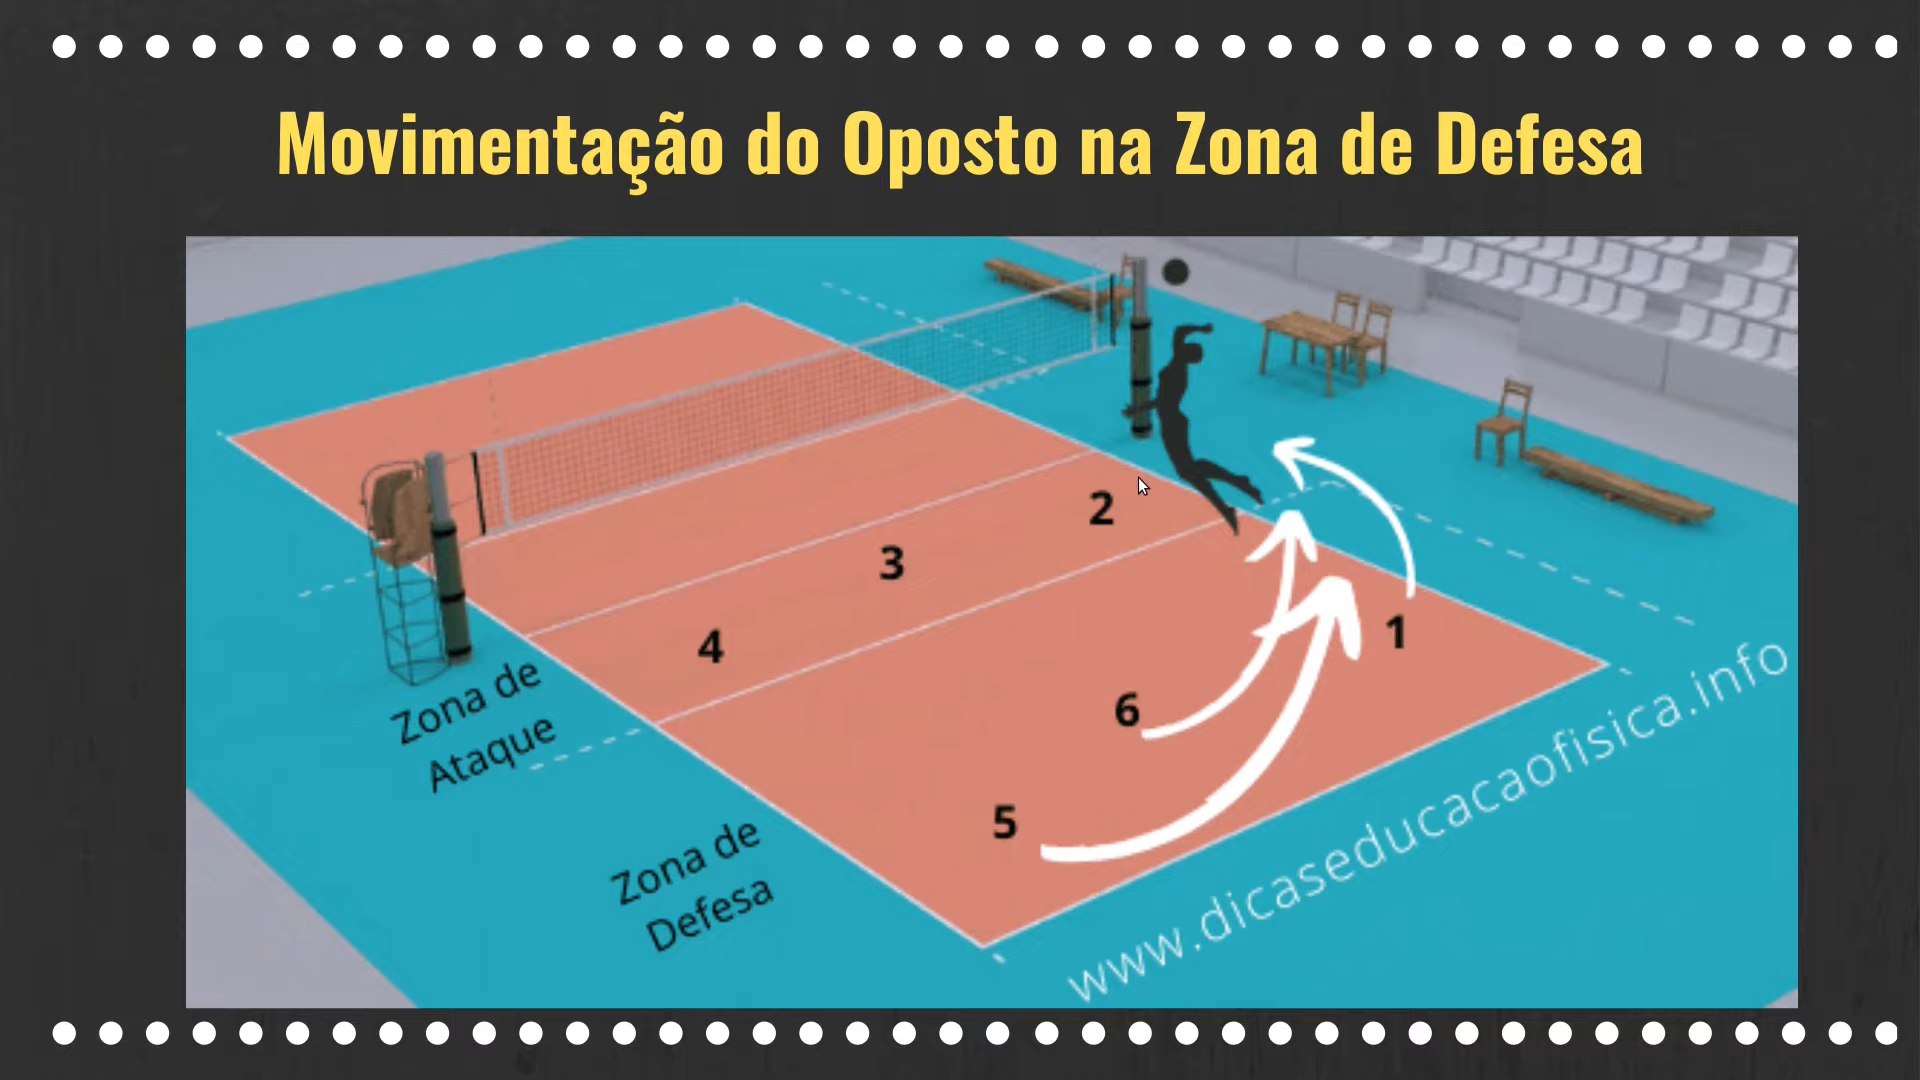 Movimentação do Oposto na Zona de Defesa
2
3
4
1
6
5
Zona de
Ataque
Zona de
Defesa
www.dicaseducacaofisica.info